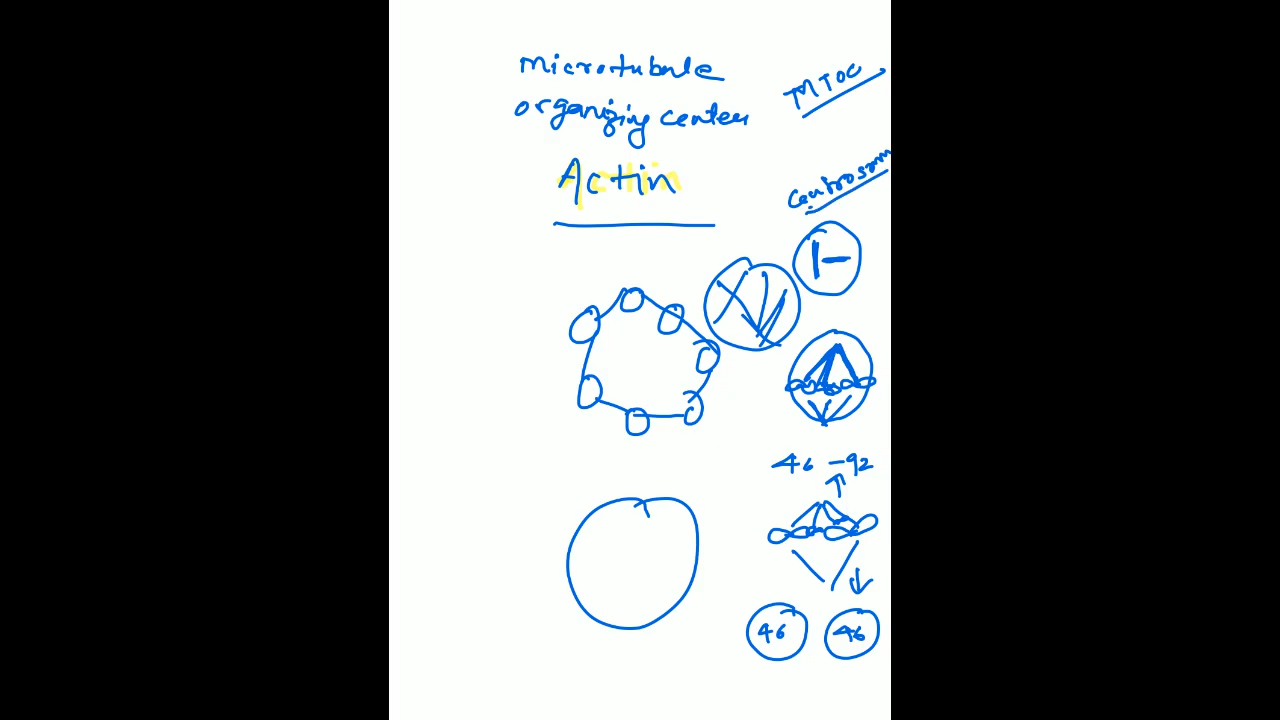 microtubule
organizing center
MTOC
Actin
Centrosom
46 - 92
46
46